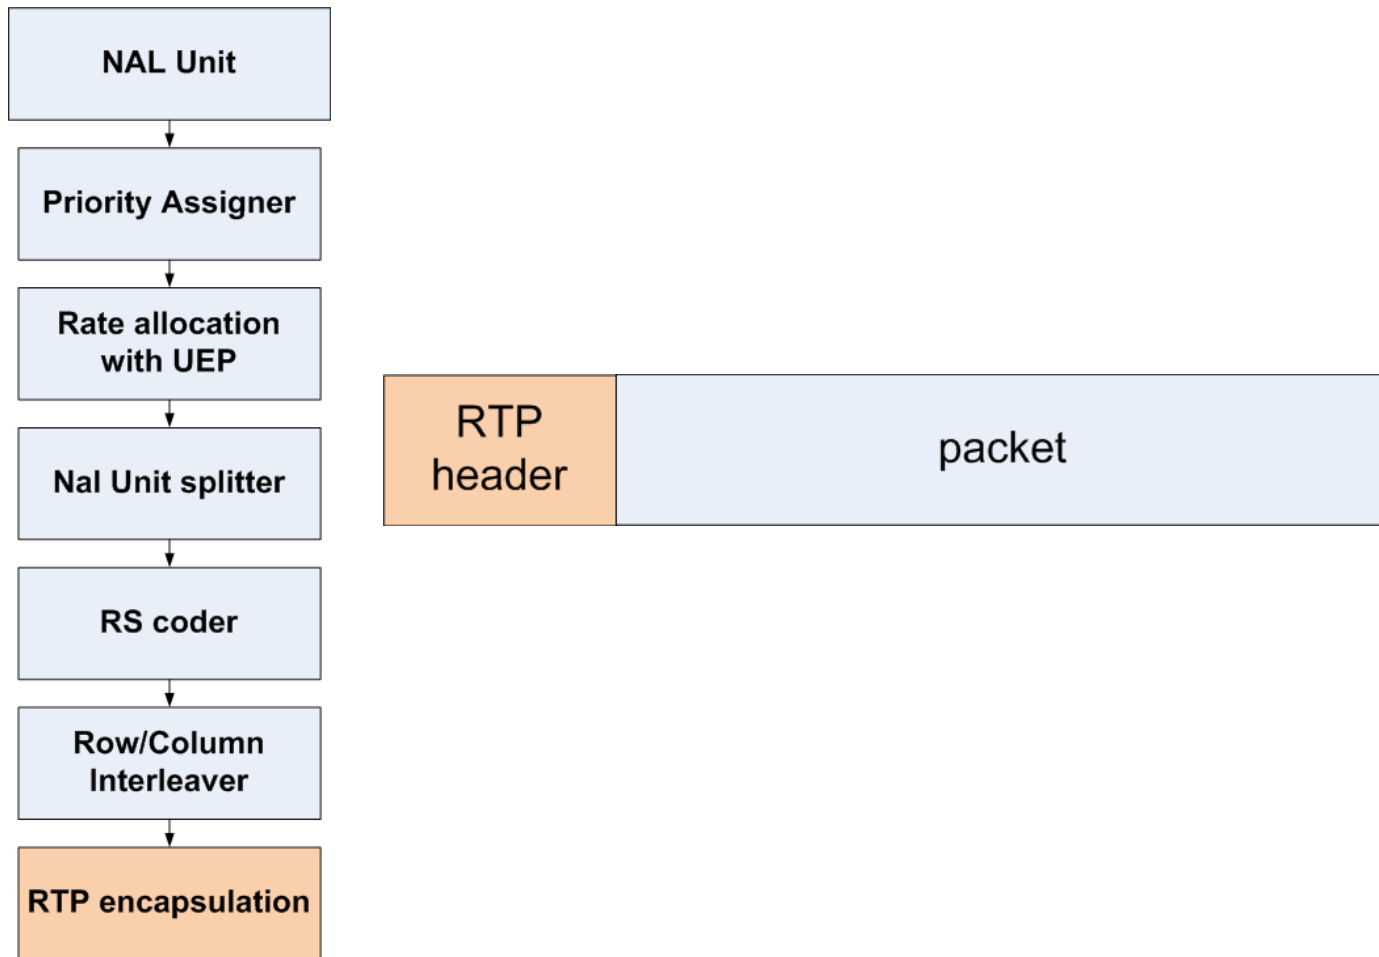 NAL Unit
Priority Assigner
Rate allocation
with UEP
Nal Unit splitter
RS coder
Row/Column
Interleaver
RTP encapsulation
RTP
header
packet